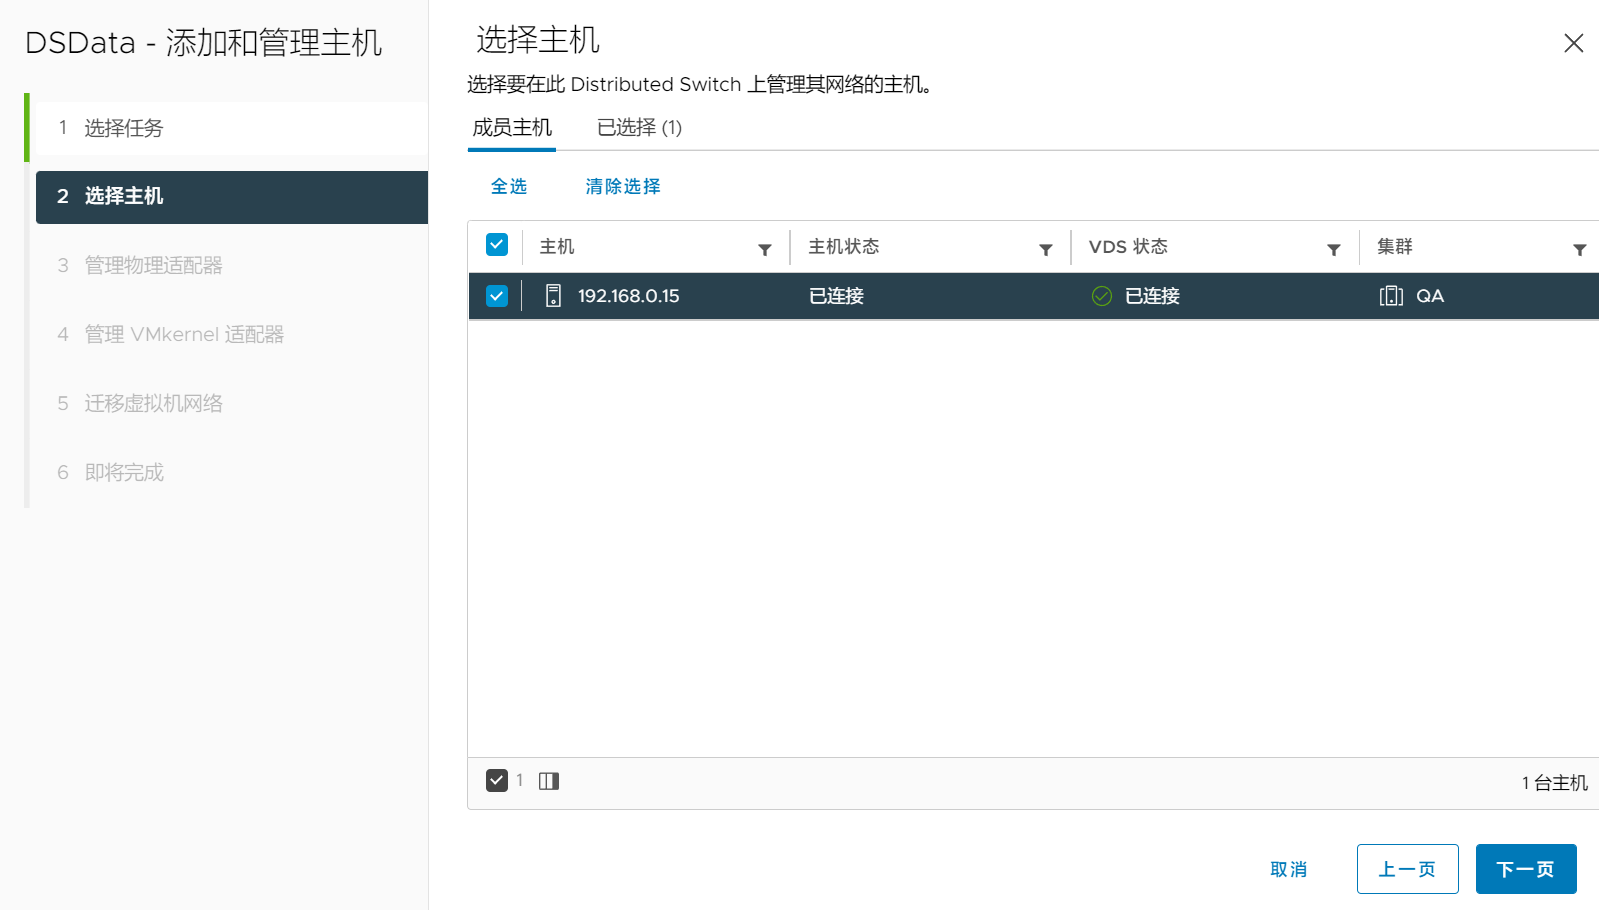 DSData - 添加和管理主机
1 选择任务
2 选择主机
3 管理物理适配器
4 管理 VMkernel 适配器
5 迁移虚拟机网络
6 即将完成
选择主机
选择要在此 Distributed Switch 上管理其网络的主机。
成员主机 已选择 (1)
全选 清除选择
主机 主机状态 VDS 状态 集群
192.168.0.15 已连接 已连接 QA
1 1 台主机
取消 上一页 下一页